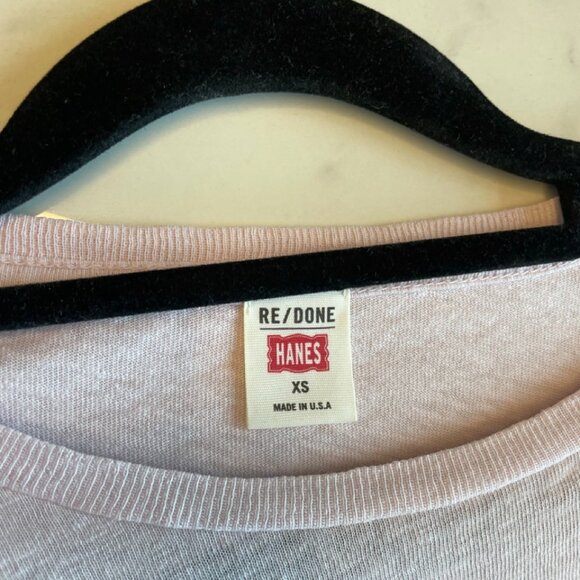 RE/DONE
HANES
XS
MADE IN U.S.A